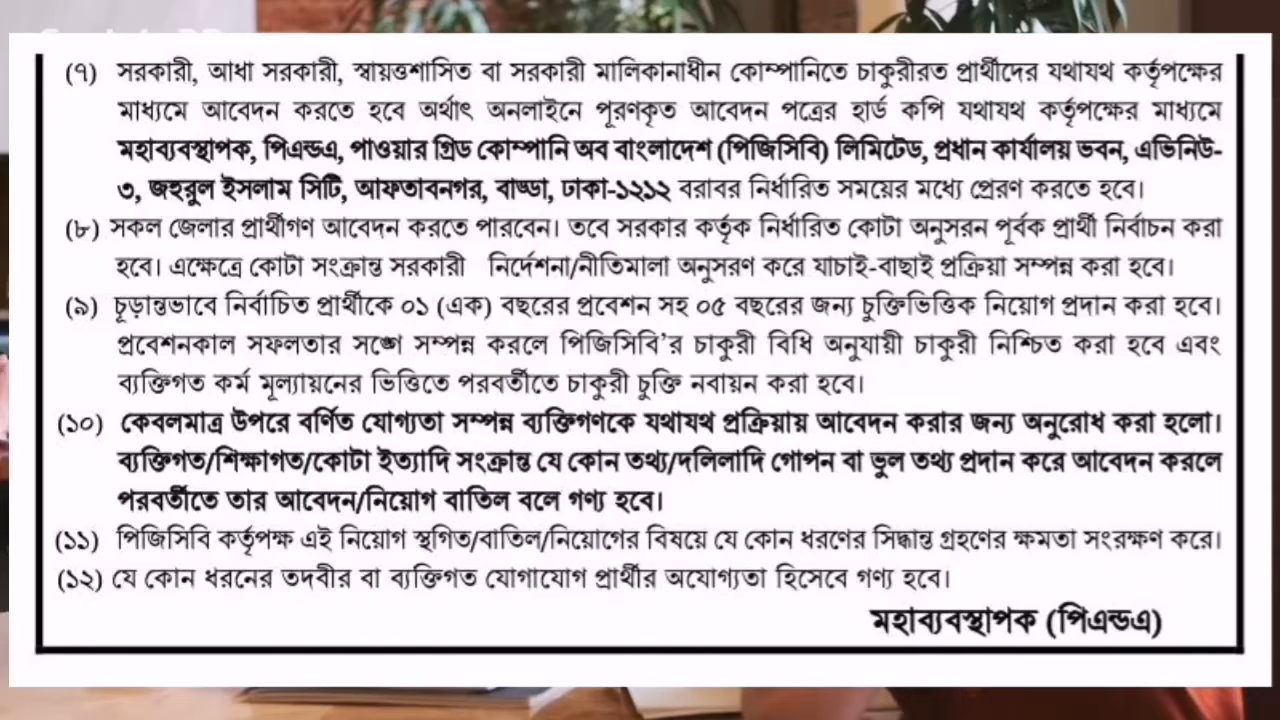 (৭) সরকারী, আধা সরকারী, স্বায়ত্তশাসিত বা সরকারী মালিকানাধীন কোম্পানিতে চাকুরীরত প্রার্থীদের যথাযথ কর্তৃপক্ষের
মাধ্যমে আবেদন করতে হবে অর্থাৎ অনলাইনে পূরণকৃত আবেদন পত্রের হার্ড কপি যথাযথ কর্তৃপক্ষের মাধ্যমে
মহাব্যবস্থাপক, পিএন্ডএ, পাওয়ার গ্রিড কোম্পানি অব বাংলাদেশ (পিজিসিবি) লিমিটেড, প্রধান কার্যালয় ভবন, এভিনিউ-
৩, জহুরুল ইসলাম সিটি, আফতাবনগর, বাড্ডা, ঢাকা-১২১২ বরাবর নির্ধারিত সময়ের মধ্যে প্রেরণ করতে হবে।
(৮) সকল জেলার প্রার্থীগণ আবেদন করতে পারবেন। তবে সরকার কর্তৃক নির্ধারিত কোটা অনুসরন পূর্বক প্রার্থী নির্বাচন করা
হবে। এক্ষেত্রে কোটা সংক্রান্ত সরকারী নির্দেশনা/নীতিমালা অনুসরণ করে যাচাই-বাছাই প্রক্রিয়া সম্পন্ন করা হবে।
(৯) চূড়ান্তভাবে নির্বাচিত প্রার্থীকে ০১ (এক) বছরের প্রবেশন সহ ০৫ বছরের জন্য চুক্তিভিত্তিক নিয়োগ প্রদান করা হবে।
প্রবেশনকাল সফলতার সঙ্গে সম্পন্ন করলে পিজিসিবি’র চাকুরী বিধি অনুযায়ী চাকুরী নিশ্চিত করা হবে এবং
ব্যক্তিগত কর্ম মূল্যায়নের ভিত্তিতে পরবর্তীতে চাকুরী চুক্তি নবায়ন করা হবে।
(১০) কেবলমাত্র উপরে বর্ণিত যোগ্যতা সম্পন্ন ব্যক্তিগণকে যথাযথ প্রক্রিয়ায় আবেদন করার জন্য অনুরোধ করা হলো।
ব্যক্তিগত/শিক্ষাগত/কোটা ইত্যাদি সংক্রান্ত যে কোন তথ্য/দলিলাদি গোপন বা ভুল তথ্য প্রদান করে আবেদন করলে
পরবর্তীতে তার আবেদন/নিয়োগ বাতিল বলে গণ্য হবে।
(১১) পিজিসিবি কর্তৃপক্ষ এই নিয়োগ স্থগিত/বাতিল/নিয়োগের বিষয়ে যে কোন ধরণের সিদ্ধান্ত গ্রহণের ক্ষমতা সংরক্ষণ করে।
(১২) যে কোন ধরনের তদবীর বা ব্যক্তিগত যোগাযোগ প্রার্থীর অযোগ্যতা হিসেবে গণ্য হবে।
মহাব্যবস্থাপক (পিএন্ডএ)